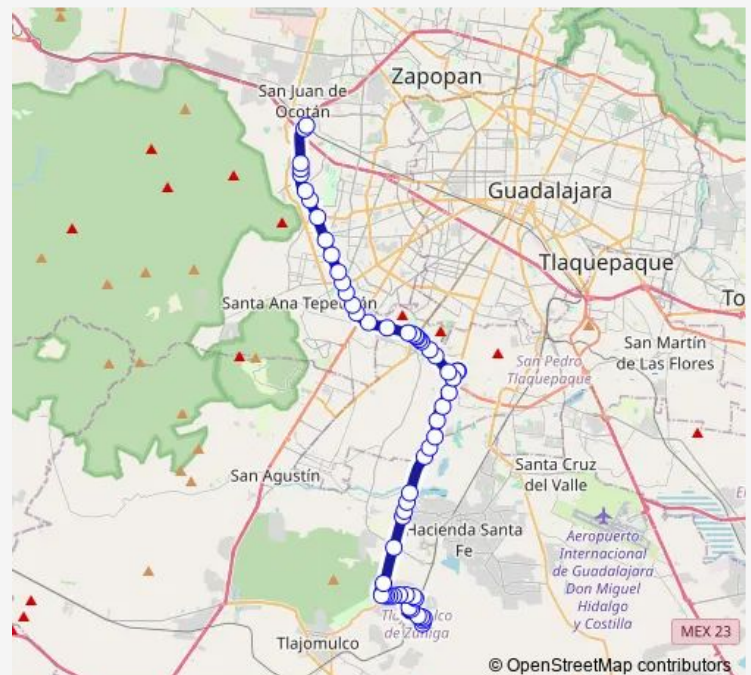 Zapopan
San Juan de
Ocotán
Guadalajara
Tlaquepaque
To
Santa Ana Tepetitlán
San Martín
de Las Flores
San Pedro
Tlaquepaque
San Agustín
Santa Cruz
del Valle
Hacienda Santa
Fe
Aeropuerto
Internacional
de Guadalajara
Don Miguel
Hidalgo
y Costilla
de Zúñiga
Tlajomulco
MEX 23
© OpenStreetMap contributors